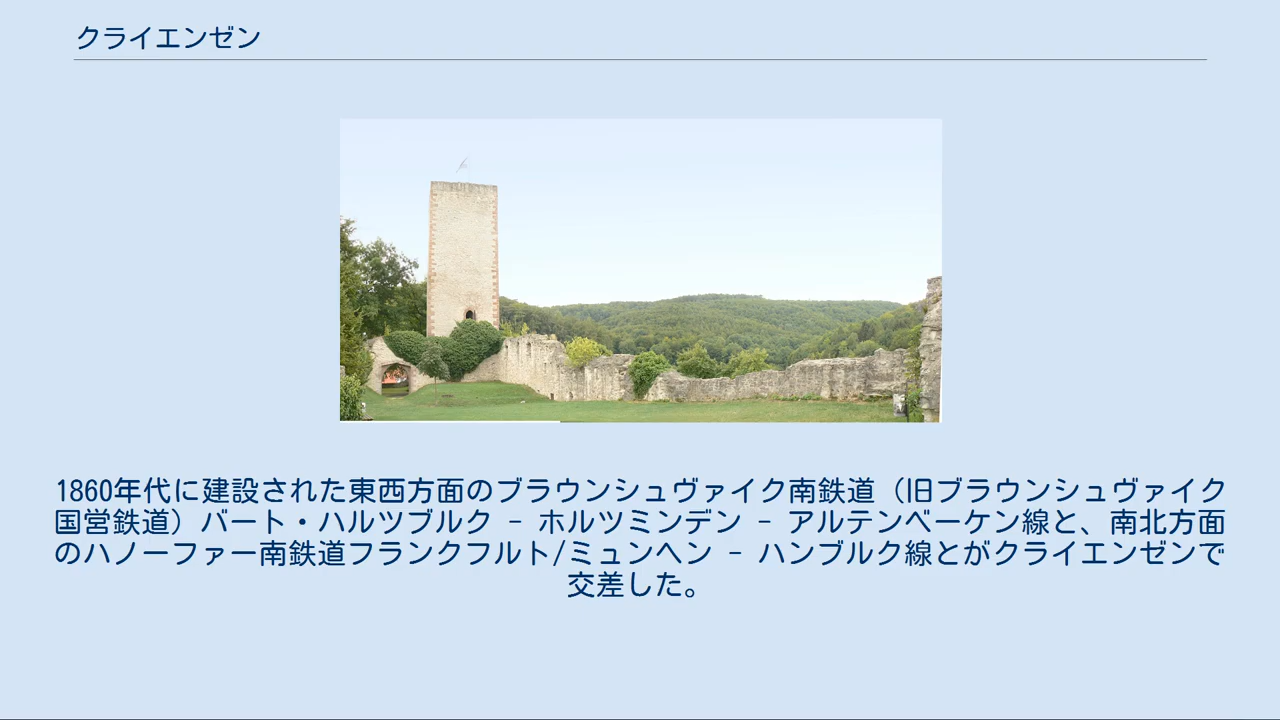 クライエンゼン
1860年代に建設された東西方面のブラウンシュヴァイク南鉄道（旧ブラウンシュヴァイク
国営鉄道）バート・ハルツブルク - ホルツミンデン - アルテンベーケン線と、南北方面
のハノーファー南鉄道フランクフルト/ミュンヘン - ハンブルク線とがクライエンゼンで
交差した。